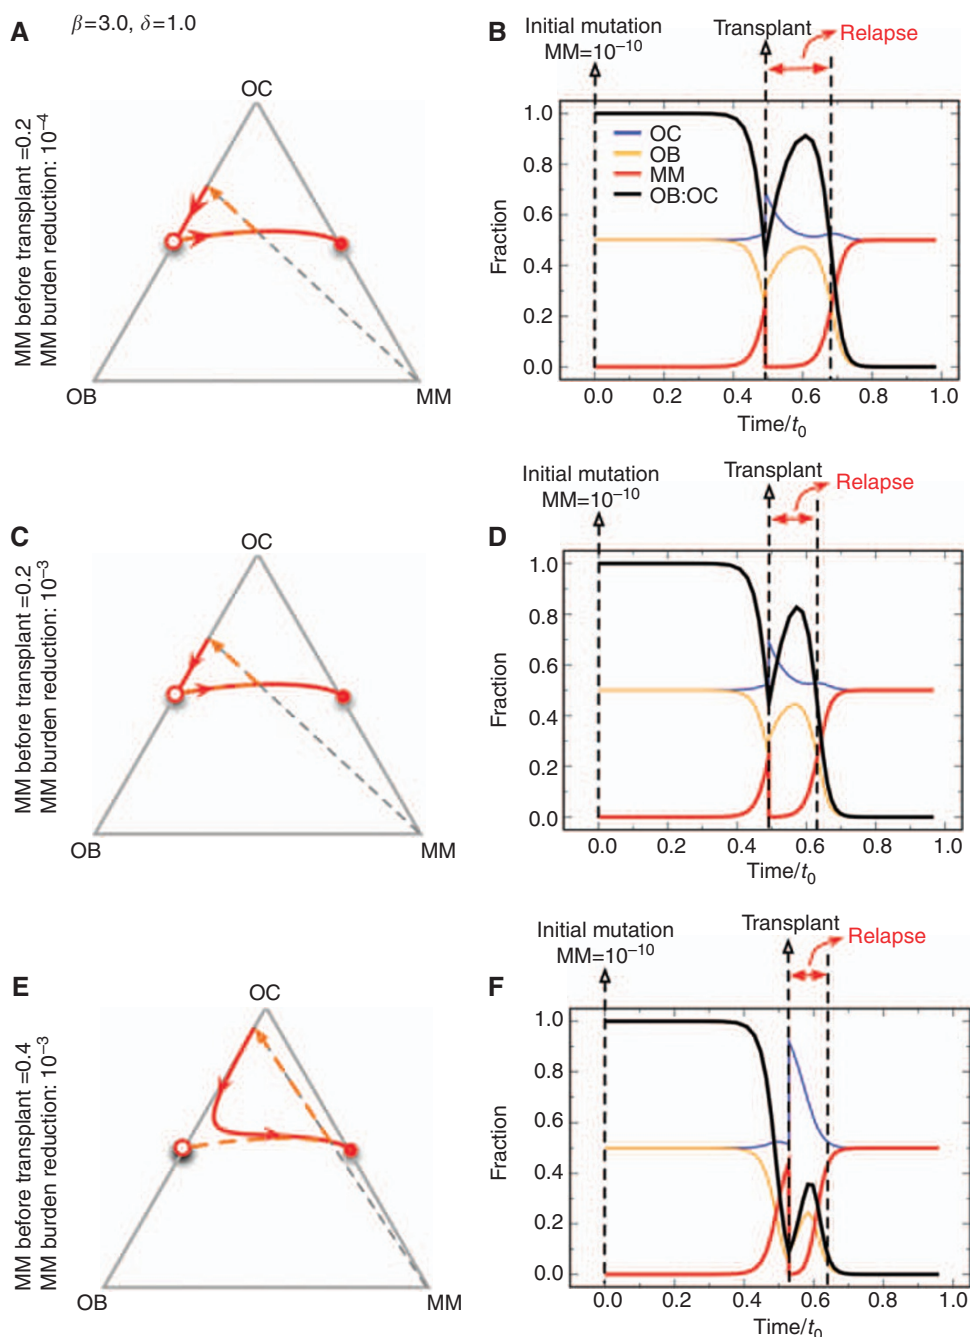 A
β=3.0, δ=1.0
MM before transplant =0.2
MM burden reduction: 10⁻⁴
OC
OB
MM
B
Initial mutation
MM=10⁻¹⁰
Transplant
Relapse
Fraction
1.0
0.8
0.6
0.4
0.2
0.0
OC
OB
MM
OB:OC
0.0 0.2 0.4 0.6 0.8 1.0
Time/t₀
C
MM before transplant =0.2
MM burden reduction: 10⁻³
OC
OB
MM
D
Initial mutation
MM=10⁻¹⁰
Transplant
Relapse
Fraction
1.0
0.8
0.6
0.4
0.2
0.0
0.0 0.2 0.4 0.6 0.8 1.0
Time/t₀
E
MM before transplant =0.4
MM burden reduction: 10⁻³
OC
OB
MM
F
Initial mutation
MM=10⁻¹⁰
Transplant
Relapse
Fraction
1.0
0.8
0.6
0.4
0.2
0.0
0.0 0.2 0.4 0.6 0.8 1.0
Time/t₀